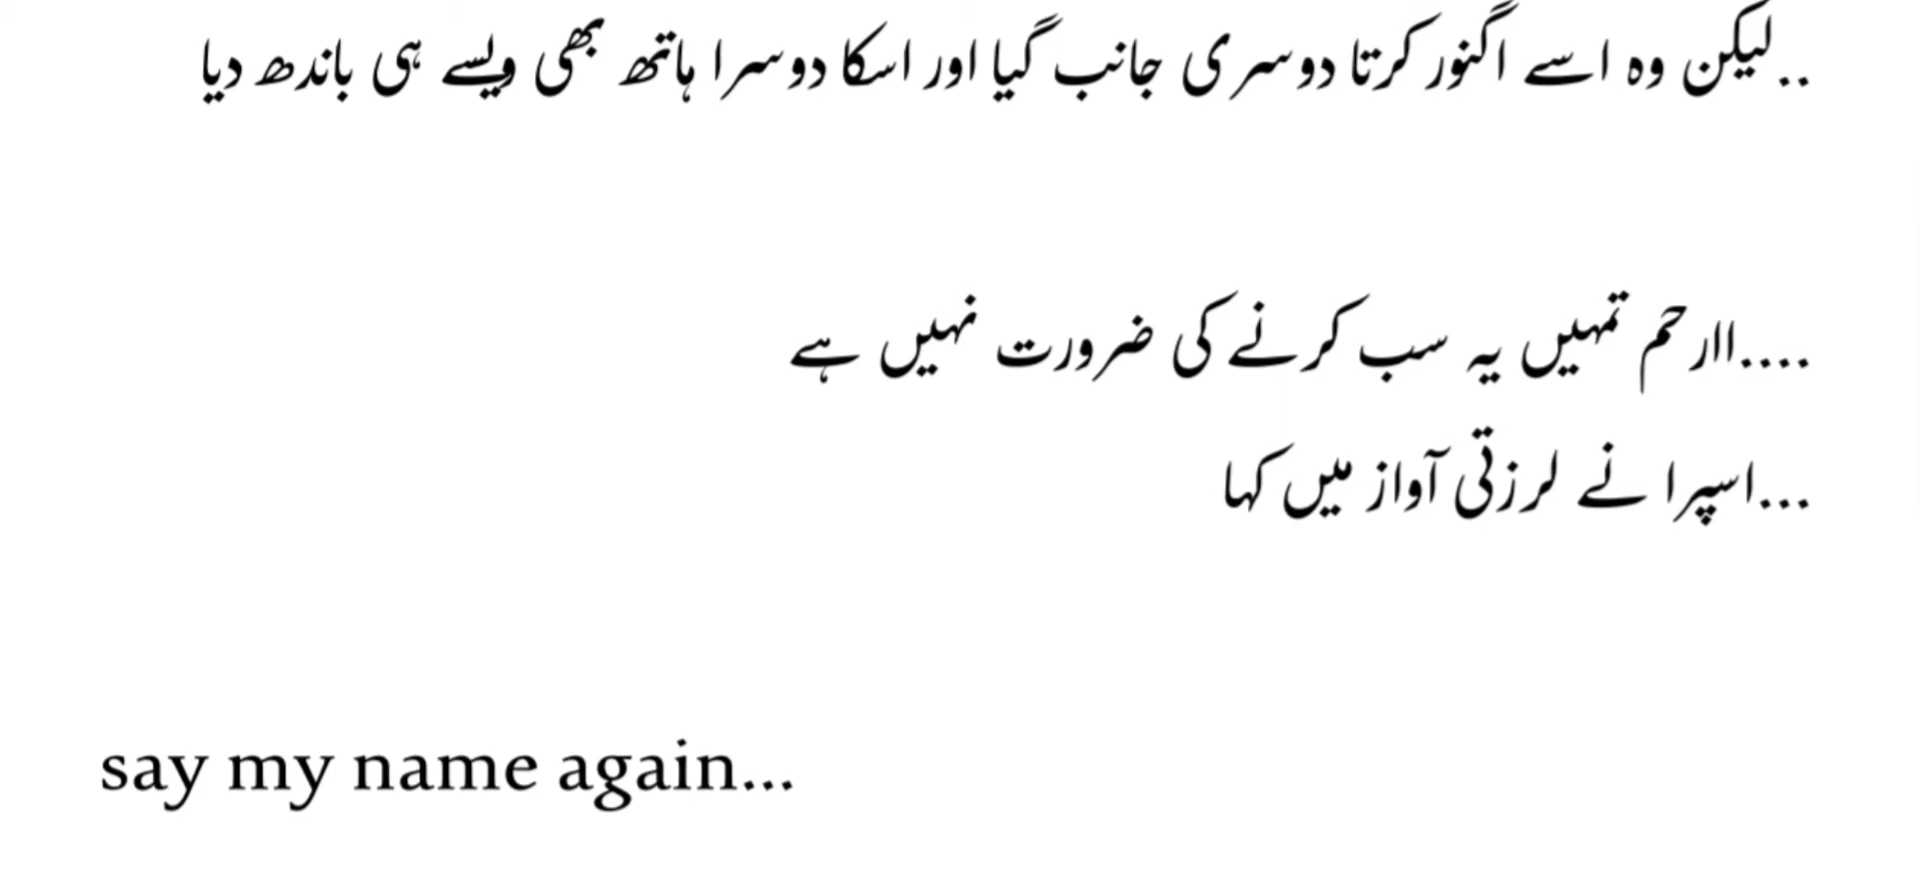 ..لیکن وہ اسے اگنور کرتا دوسری جانب گیا اور اسکا دوسرا ہاتھ بھی ویسے ہی باندھ دیا
....اارحم تمہیں یہ سب کرنے کی ضرورت نہیں ہے
...اسپرا نے لرزتی آواز میں کہا
say my name again...